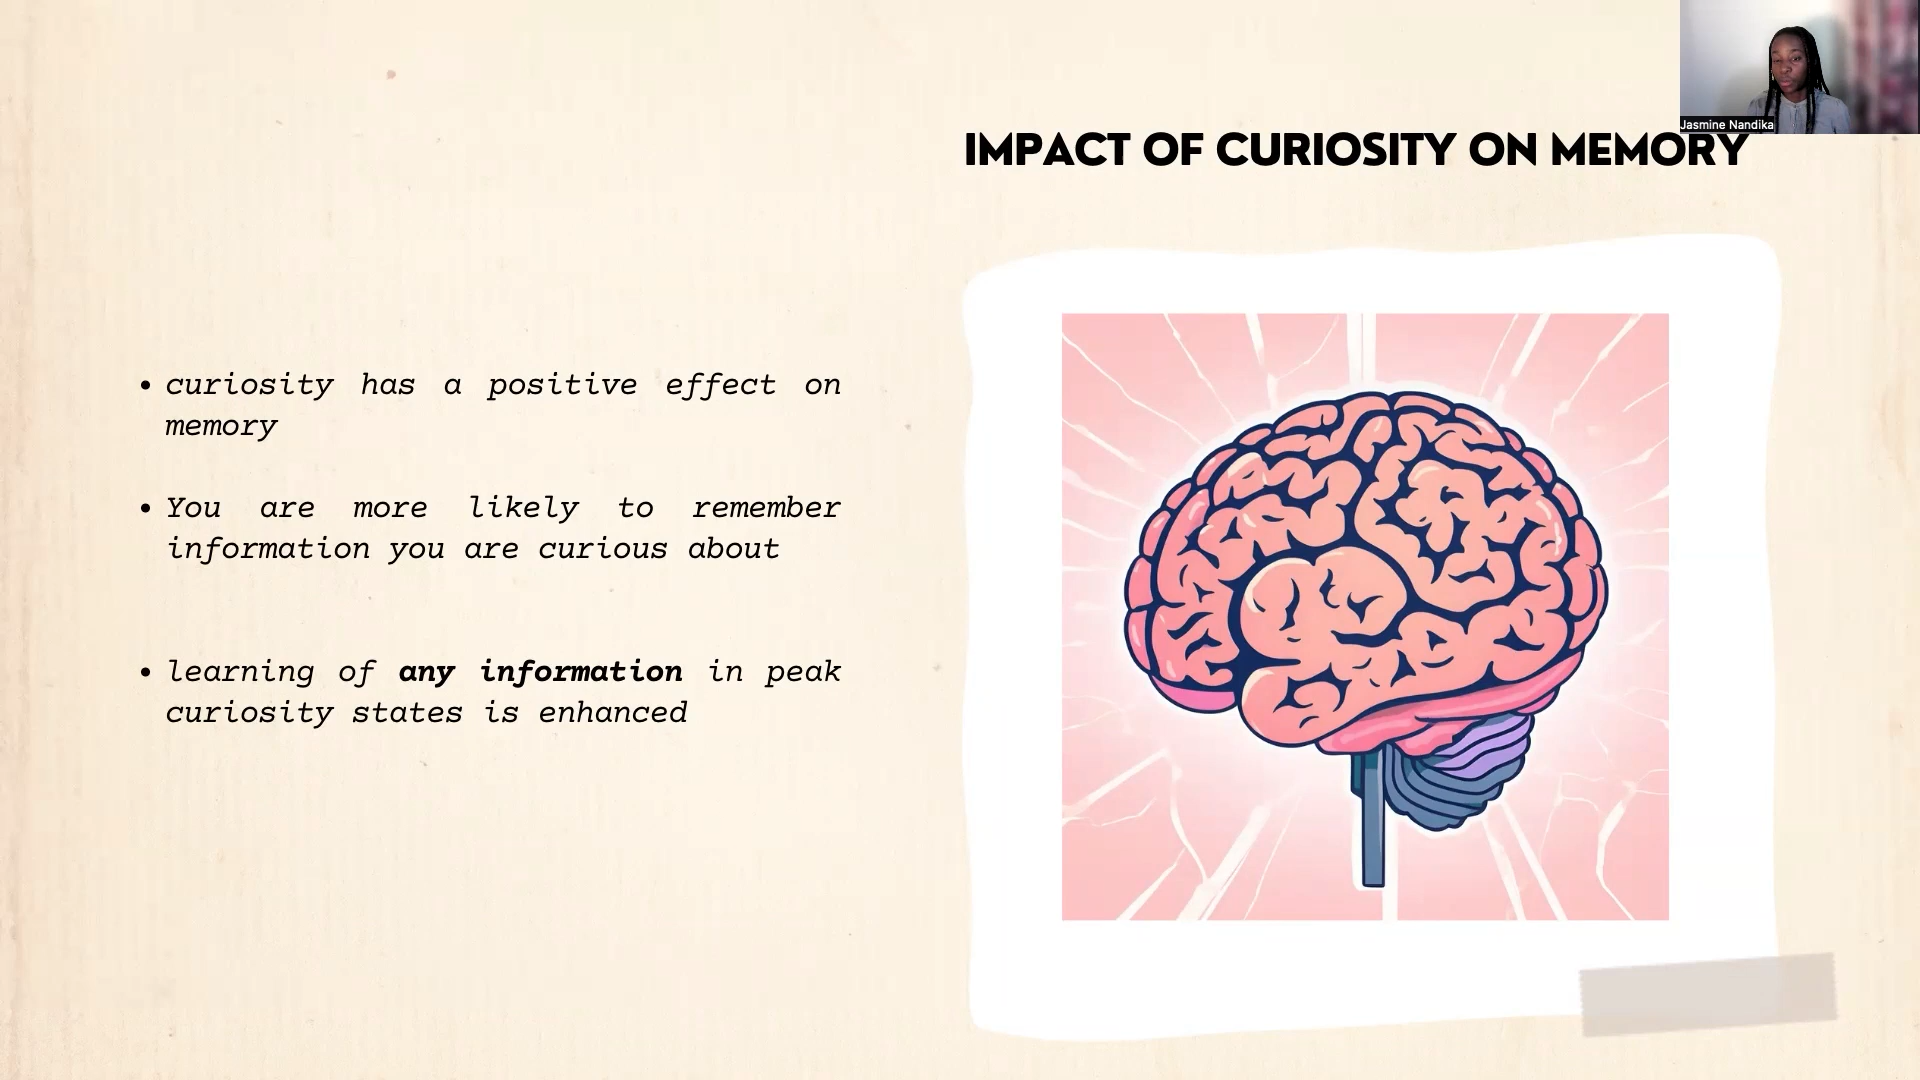 Jasmine Nandika
IMPACT OF CURIOSITY ON MEMORY
• curiosity has a positive effect on
memory
• You are more likely to remember
information you are curious about
• learning of any information in peak
curiosity states is enhanced